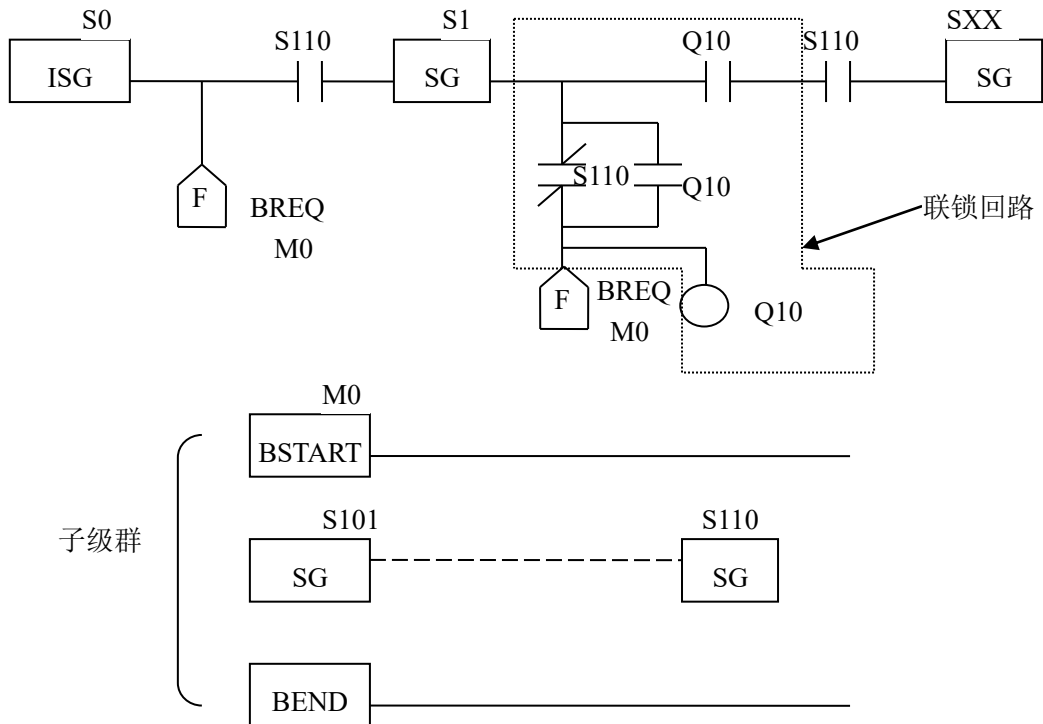 S0
S1
SXX
S110
Q10
S110
ISG
SG
SG
S110
Q10
F
BREQ
M0
联锁回路
F
BREQ
M0
Q10
M0
BSTART
S101
S110
子级群
SG
SG
BEND